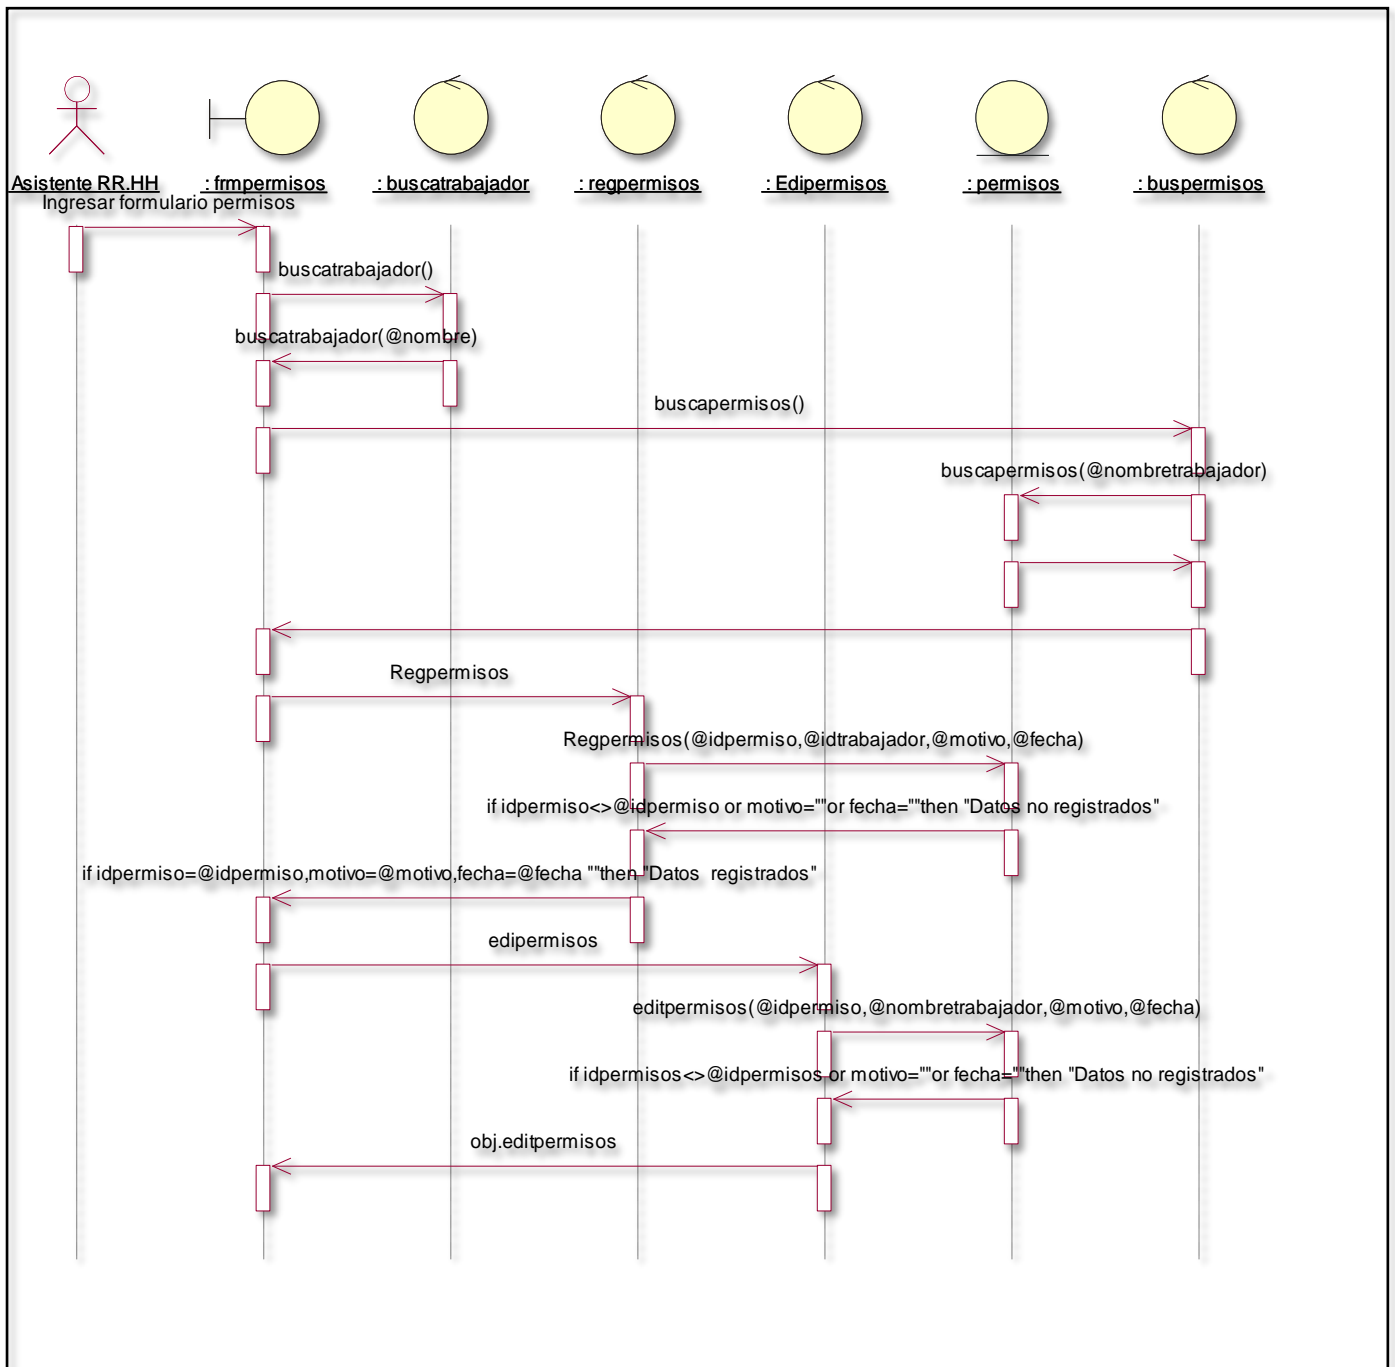 Asistente RR.HH
: frmpermisos
: buscatrabajador
: regpermisos
: Edipermisos
: permisos
: buspermisos
Ingresar formulario permisos
buscatrabajador()
buscatrabajador(@nombre)
buscapermisos()
buscapermisos(@nombretrabajador)
Regpermisos
Regpermisos(@idpermiso,@idtrabajador,@motivo,@fecha)
if idpermiso<>@idpermiso or motivo=""or fecha=""then "Datos no registrados"
if idpermiso=@idpermiso,motivo=@motivo,fecha=@fecha ""then "Datos  registrados"
edipermisos
editpermisos(@idpermiso,@nombretrabajador,@motivo,@fecha)
if idpermisos<>@idpermisos or motivo=""or fecha=""then "Datos no registrados"
obj.editpermisos